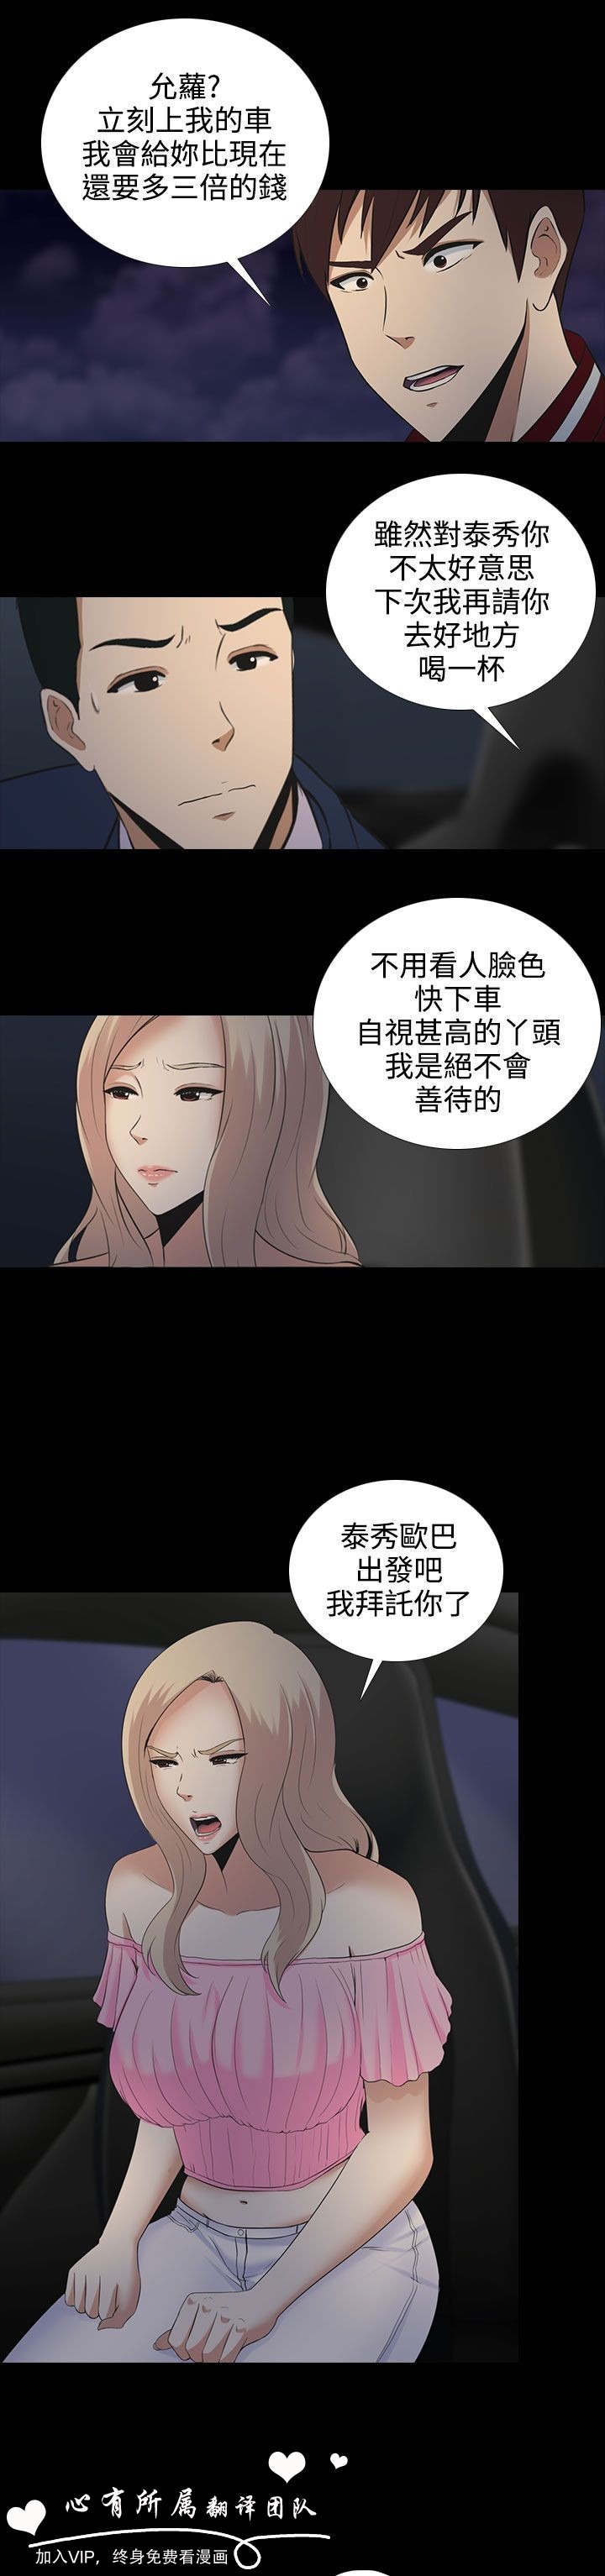 允蘿?
立刻上我的車
我會給妳比現在
還要多三倍的錢
雖然對泰秀你
不太好意思
下次我再請你
去好地方
喝一杯
不用看人臉色
快下車
自視甚高的丫頭
我是絕不會
善待的
泰秀歐巴
出發吧
我拜託你了
心有所属翻译团队
加入VIP，终身免费看漫画